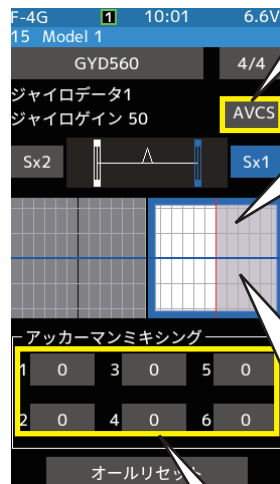 F-4G 1 10:01 6.6V
15 Model 1
GYD560 4/4
ジャイロデータ1
ジャイロゲイン 50 AVCS
Sx2 Sx1
アッカーマンミキシング
1 0 3 0 5 0
2 0 4 0 6 0
オールリセット